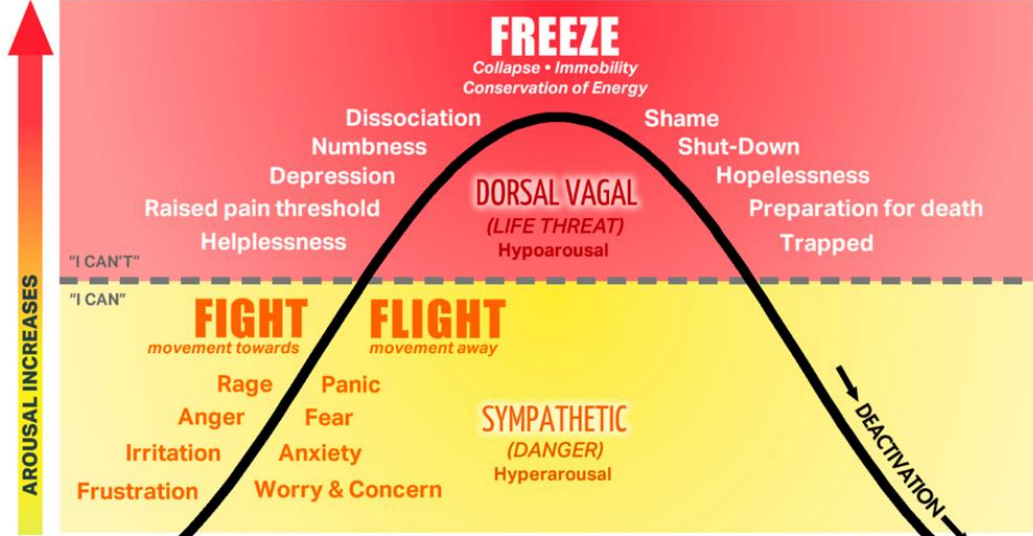 FREEZE
Collapse • Immobility
Conservation of Energy
Dissociation
Numbness
Depression
Raised pain threshold
Helplessness
Shame
Shut-Down
Hopelessness
Preparation for death
Trapped
DORSAL VAGAL
(LIFE THREAT)
Hypoarousal
"I CAN'T"
"I CAN"
FIGHT
movement towards
FLIGHT
movement away
Rage
Anger
Irritation
Frustration
Panic
Fear
Anxiety
Worry & Concern
SYMPATHETIC
(DANGER)
Hyperarousal
DEACTIVATION
AROUSAL INCREASES